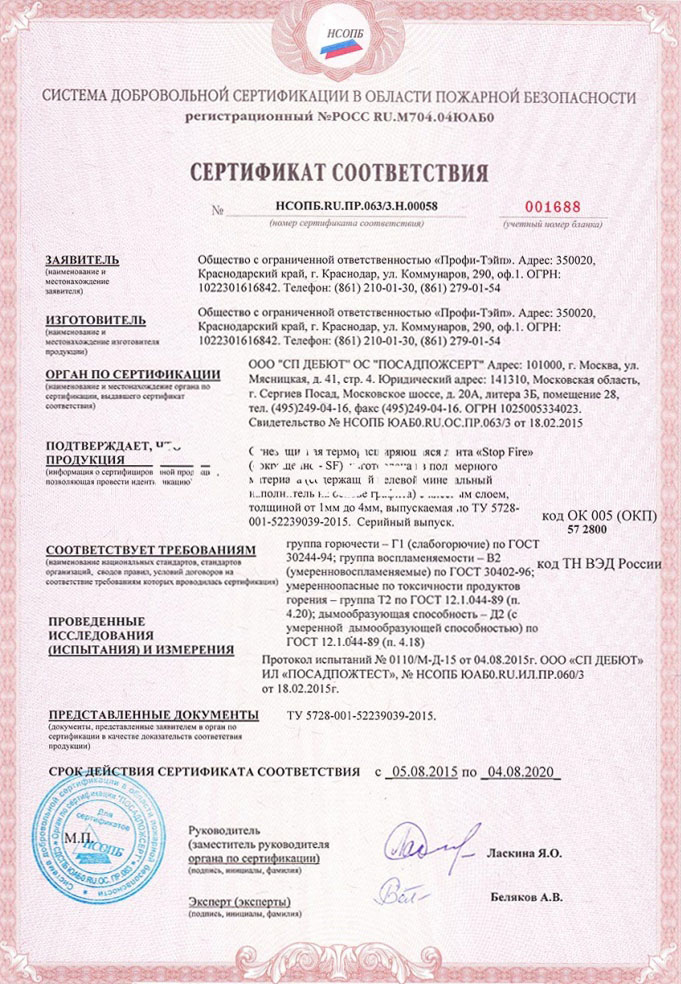 НСОПБ
СИСТЕМА ДОБРОВОЛЬНОЙ СЕРТИФИКАЦИИ В ОБЛАСТИ ПОЖАРНОЙ БЕЗОПАСНОСТИ
регистрационный №РОСС RU.М704.04ЮАБ0
СЕРТИФИКАТ СООТВЕТСТВИЯ
№ НСОПБ.RU.ПР.063/3.Н.00058 001688
(номер сертификата соответствия) (учетный номер бланка)
ЗАЯВИТЕЛЬ
(наименование и
местонахождение
заявителя)
Общество с ограниченной ответственностью «Профи-Тэйп». Адрес: 350020,
Краснодарский край, г. Краснодар, ул. Коммунаров, 290, оф.1. ОГРН:
1022301616842. Телефон: (861) 210-01-30, (861) 279-01-54
ИЗГОТОВИТЕЛЬ
(наименование и
местонахождение изготовителя
продукции)
Общество с ограниченной ответственностью «Профи-Тэйп». Адрес: 350020,
Краснодарский край, г. Краснодар, ул. Коммунаров, 290, оф.1. ОГРН:
1022301616842. Телефон: (861) 210-01-30, (861) 279-01-54
ОРГАН ПО СЕРТИФИКАЦИИ
(наименование и местонахождение органа по
сертификации, выдавшего сертификат
соответствия)
ООО "СП ДЕБЮТ" ОС "ПОСАДПОЖСЕРТ" Адрес: 101000, г. Москва, ул.
Мясницкая, д. 41, стр. 4. Юридический адрес: 141310, Московская область,
г. Сергиев Посад, Московское шоссе, д. 20А, литера 3Б, помещение 28,
тел. (495)249-04-16, факс (495)249-04-16. ОГРН 1025005334023.
Свидетельство № НСОПБ ЮАБ0.RU.ОС.ПР.063/3 от 18.02.2015
ПОДТВЕРЖДАЕТ, ЧТО
ПРОДУКЦИЯ
(информация о сертифицированной продукции,
позволяющая провести идентификацию)
«Stop Fire»
- SF)
слоем,
толщиной от 1мм до 4мм, выпускаемая по ТУ 5728-
001-52239039-2015. Серийный выпуск.
код ОК 005 (ОКП)
57 2800
СООТВЕТСТВУЕТ ТРЕБОВАНИЯМ
(наименование национальных стандартов, стандартов
организаций, сводов правил, условий договоров на
соответствие требованиям которых проводилась сертификация)
группа горючести – Г1 (слабогорючие) по ГОСТ
30244-94; группа воспламеняемости – В2
(умеренновоспламеняемые) по ГОСТ 30402-96;
умеренноопасные по токсичности продуктов
горения – группа Т2 по ГОСТ 12.1.044-89 (п.
4.20); дымообразующая способность – Д2 (с
умеренной дымообразующей способностью) по
ГОСТ 12.1.044-89 (п. 4.18)
код ТН ВЭД России
ПРОВЕДЕННЫЕ
ИССЛЕДОВАНИЯ
(ИСПЫТАНИЯ) И ИЗМЕРЕНИЯ
Протокол испытаний № 0110/М-Д-15 от 04.08.2015г. ООО «СП ДЕБЮТ»
ИЛ «ПОСАДПОЖТЕСТ», № НСОПБ ЮАБ0.RU.ИЛ.ПР.060/3
от 18.02.2015г.
ПРЕДСТАВЛЕННЫЕ ДОКУМЕНТЫ
(документы, представленные заявителем в орган по
сертификации в качестве доказательств соответствия
продукции)
ТУ 5728-001-52239039-2015.
СРОК ДЕЙСТВИЯ СЕРТИФИКАТА СООТВЕТСТВИЯ с 05.08.2015 по 04.08.2020
Для
сертификатов
НСОПБ
М.П.
Руководитель
(заместитель руководителя
органа по сертификации)
(подпись, инициалы, фамилия)
Ласкина Я.О.
Эксперт (эксперты)
(подпись, инициалы, фамилия)
Беляков А.В.